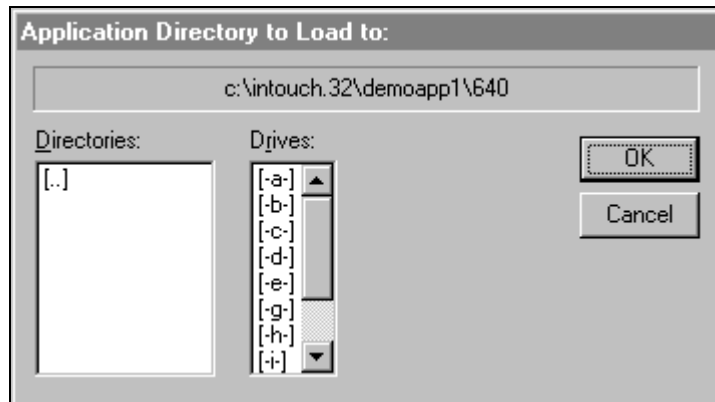 Application Directory to Load to:
c:\intouch.32\demoapp1\640
Directories:
Drives:
[..]
[-a-]
[-b-]
[-c-]
[-d-]
[-e-]
[-g-]
[-h-]
[-i-]
OK
Cancel